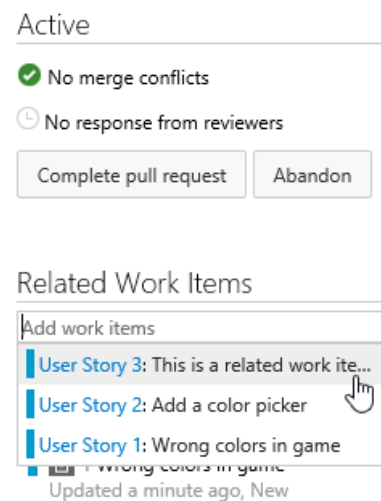 Active
No merge conflicts
No response from reviewers
Complete pull request Abandon
Related Work Items
Add work items
User Story 3: This is a related work ite...
User Story 2: Add a color picker
User Story 1: Wrong colors in game
1 Wrong colors in game
Updated a minute ago, New